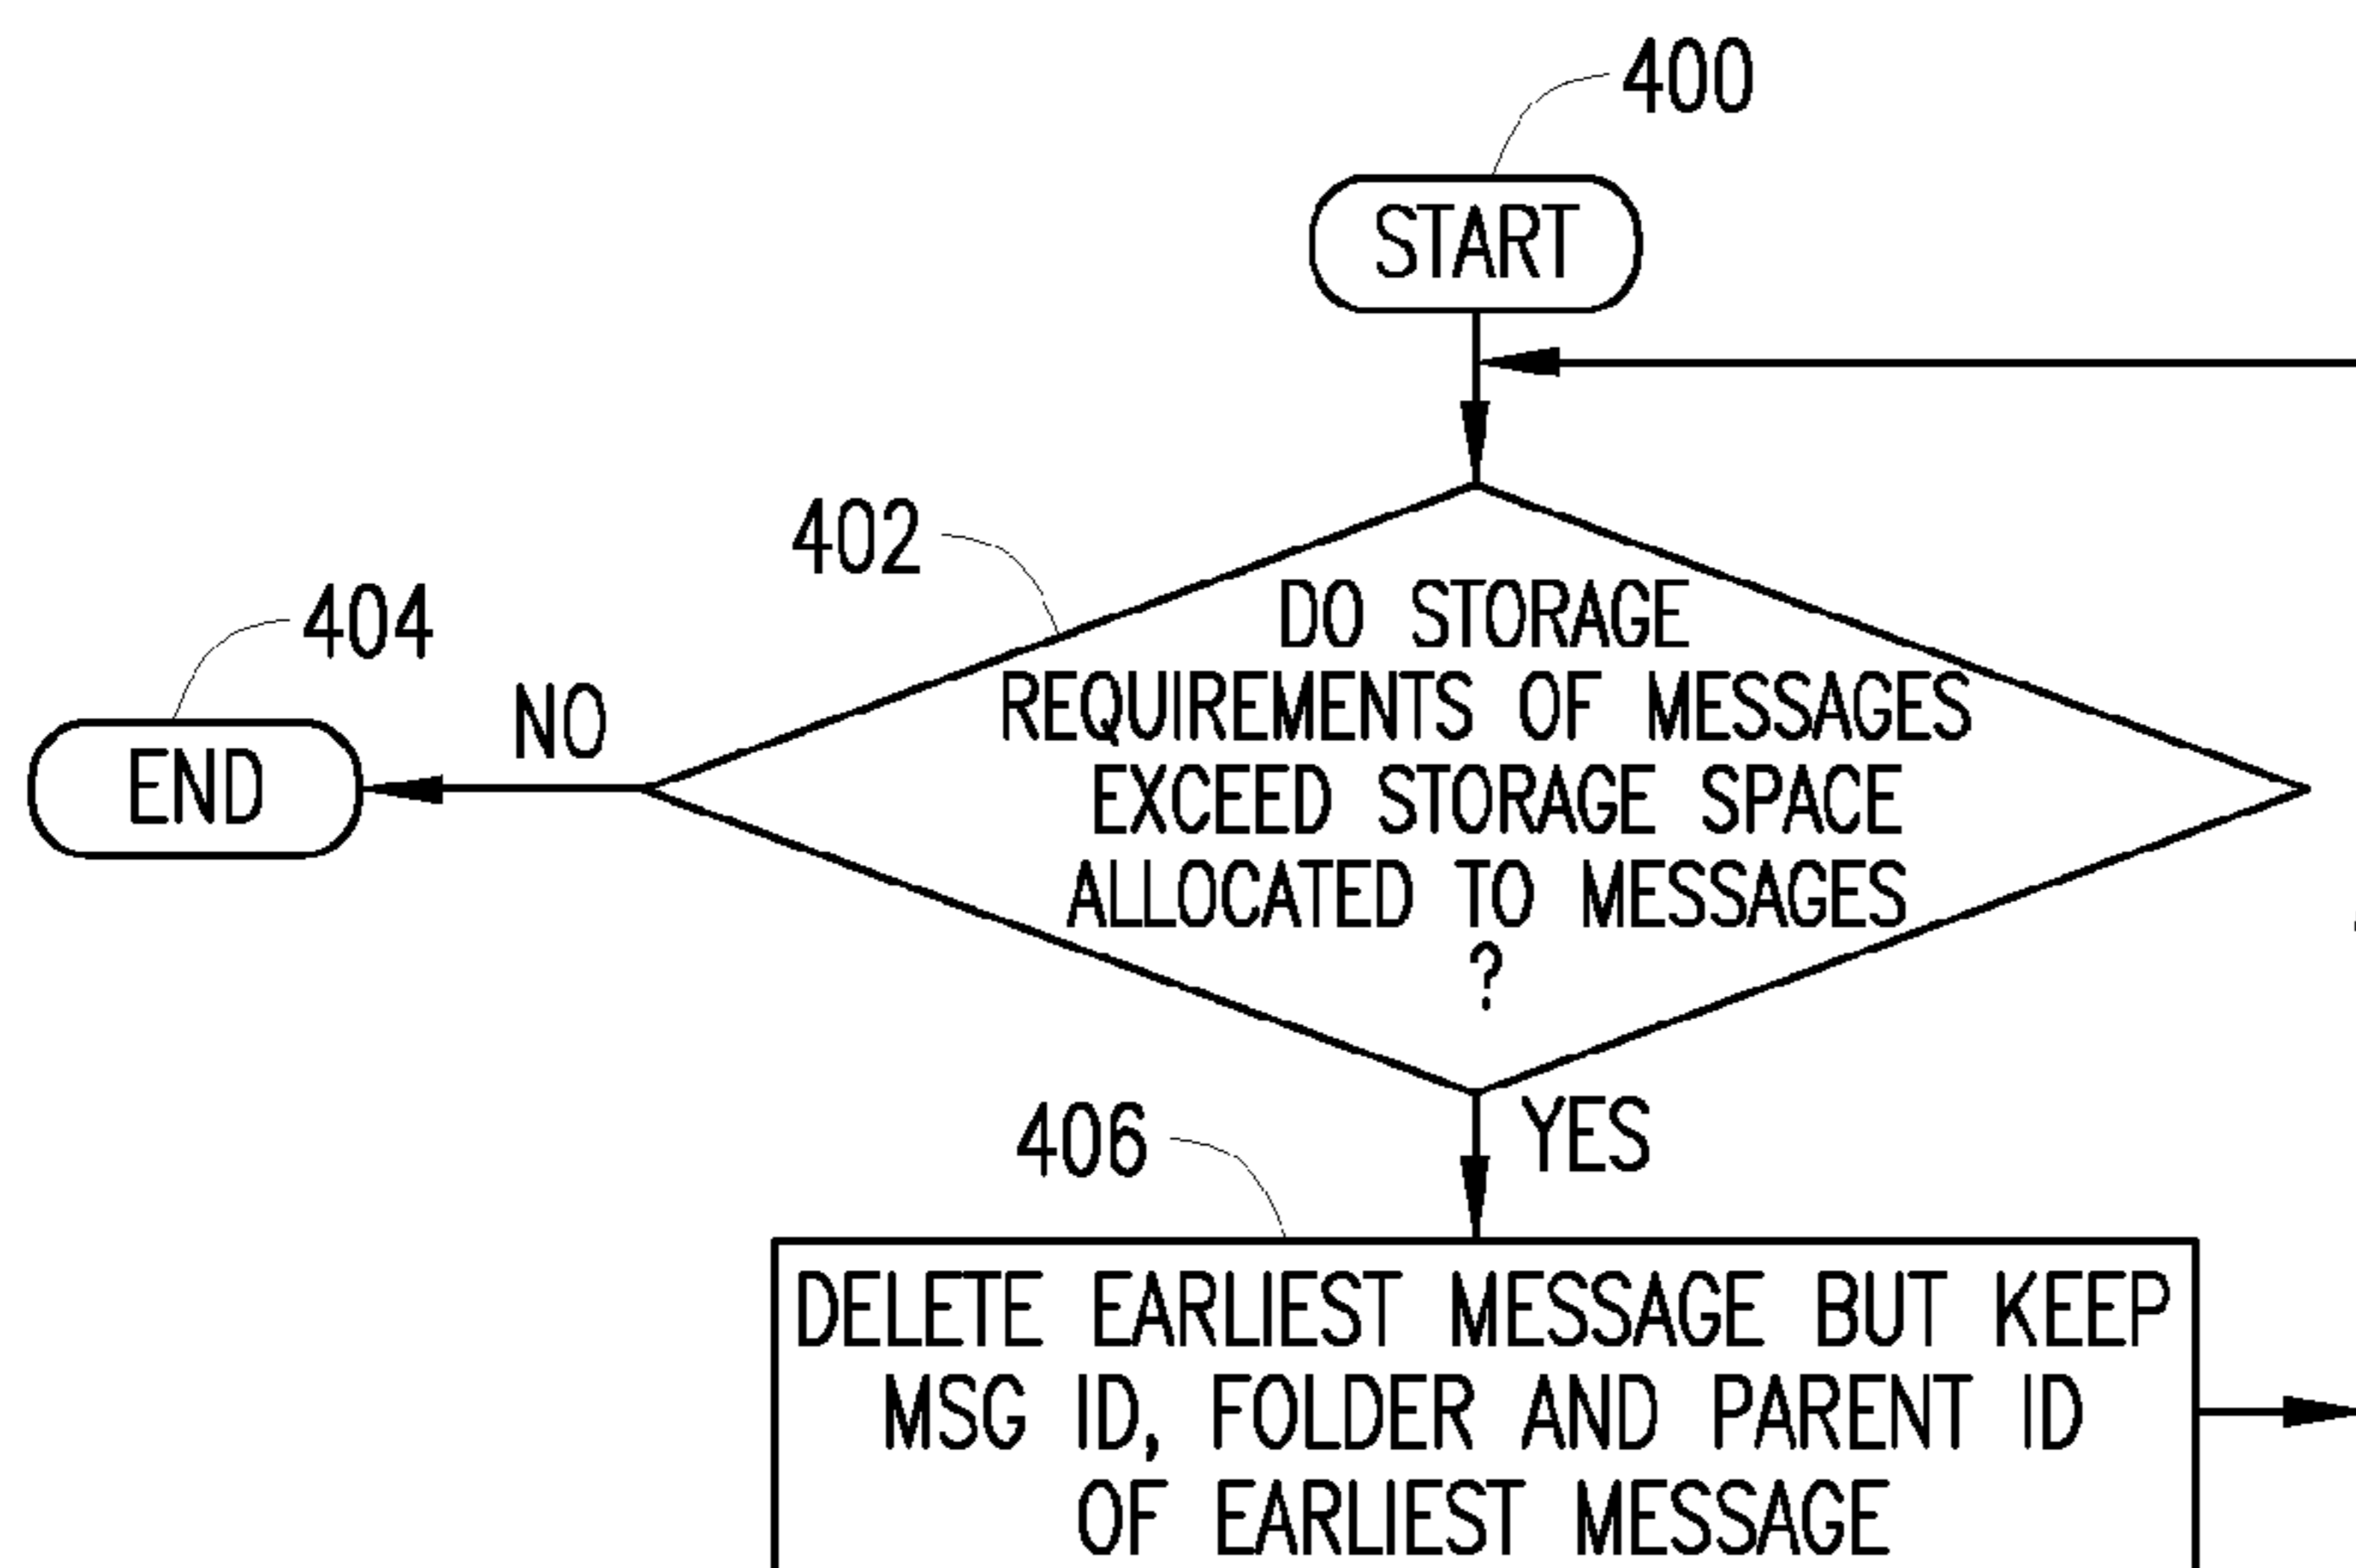 400
START
402
DO STORAGE
REQUIREMENTS OF MESSAGES
EXCEED STORAGE SPACE
ALLOCATED TO MESSAGES
?
404
NO
END
YES
406
DELETE EARLIEST MESSAGE BUT KEEP
MSG ID, FOLDER AND PARENT ID
OF EARLIEST MESSAGE